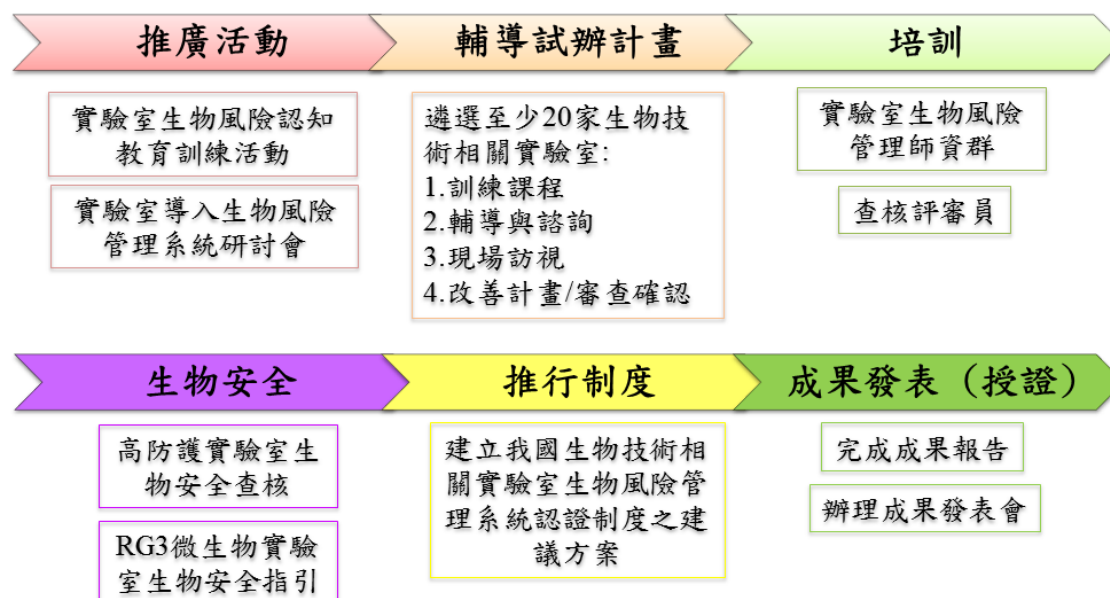 推廣活動
輔導試辦計畫
培訓
實驗室生物風險認知
教育訓練活動
實驗室導入生物風險
管理系統研討會
遴選至少20家生物技
術相關實驗室:
1.訓練課程
2.輔導與諮詢
3.現場訪視
4.改善計畫/審查確認
實驗室生物風險
管理師資群
查核評審員
生物安全
推行制度
成果發表（授證）
高防護實驗室生
物安全查核
RG3微生物實驗
室生物安全指引
建立我國生物技術相
關實驗室生物風險管
理系統認證制度之建
議方案
完成成果報告
辦理成果發表會